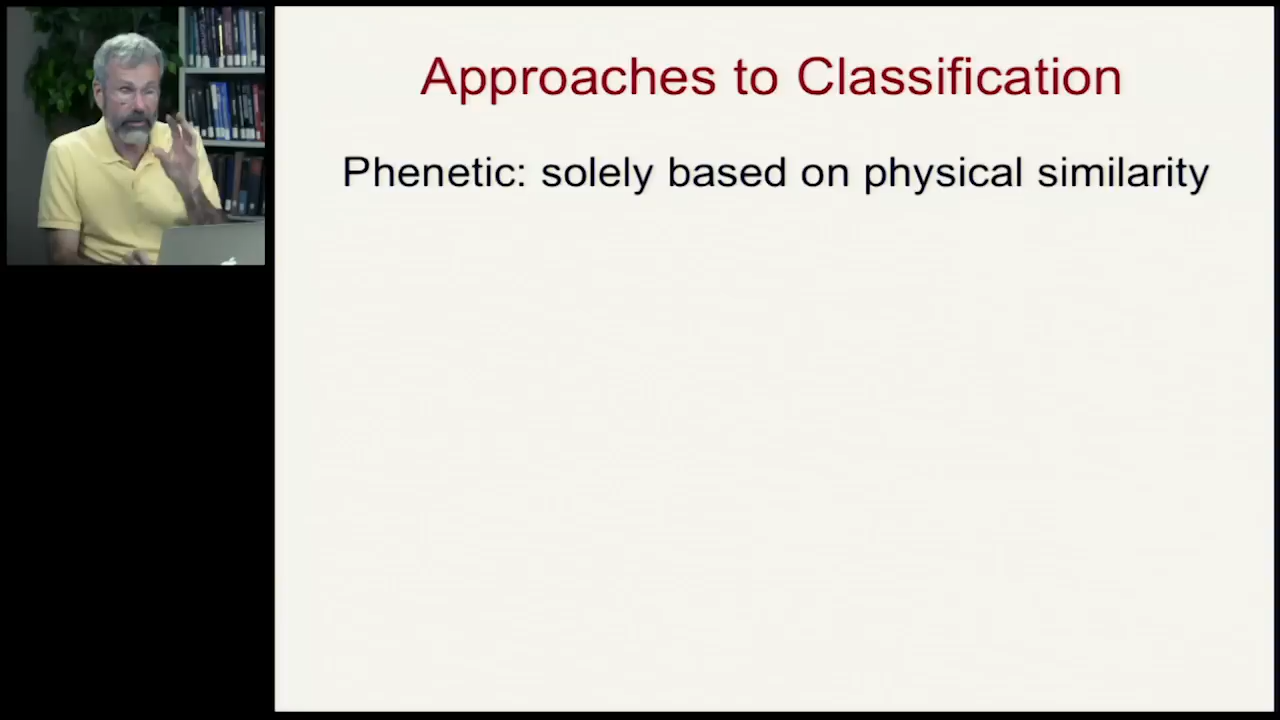 Approaches to Classification
Phenetic: solely based on physical similarity